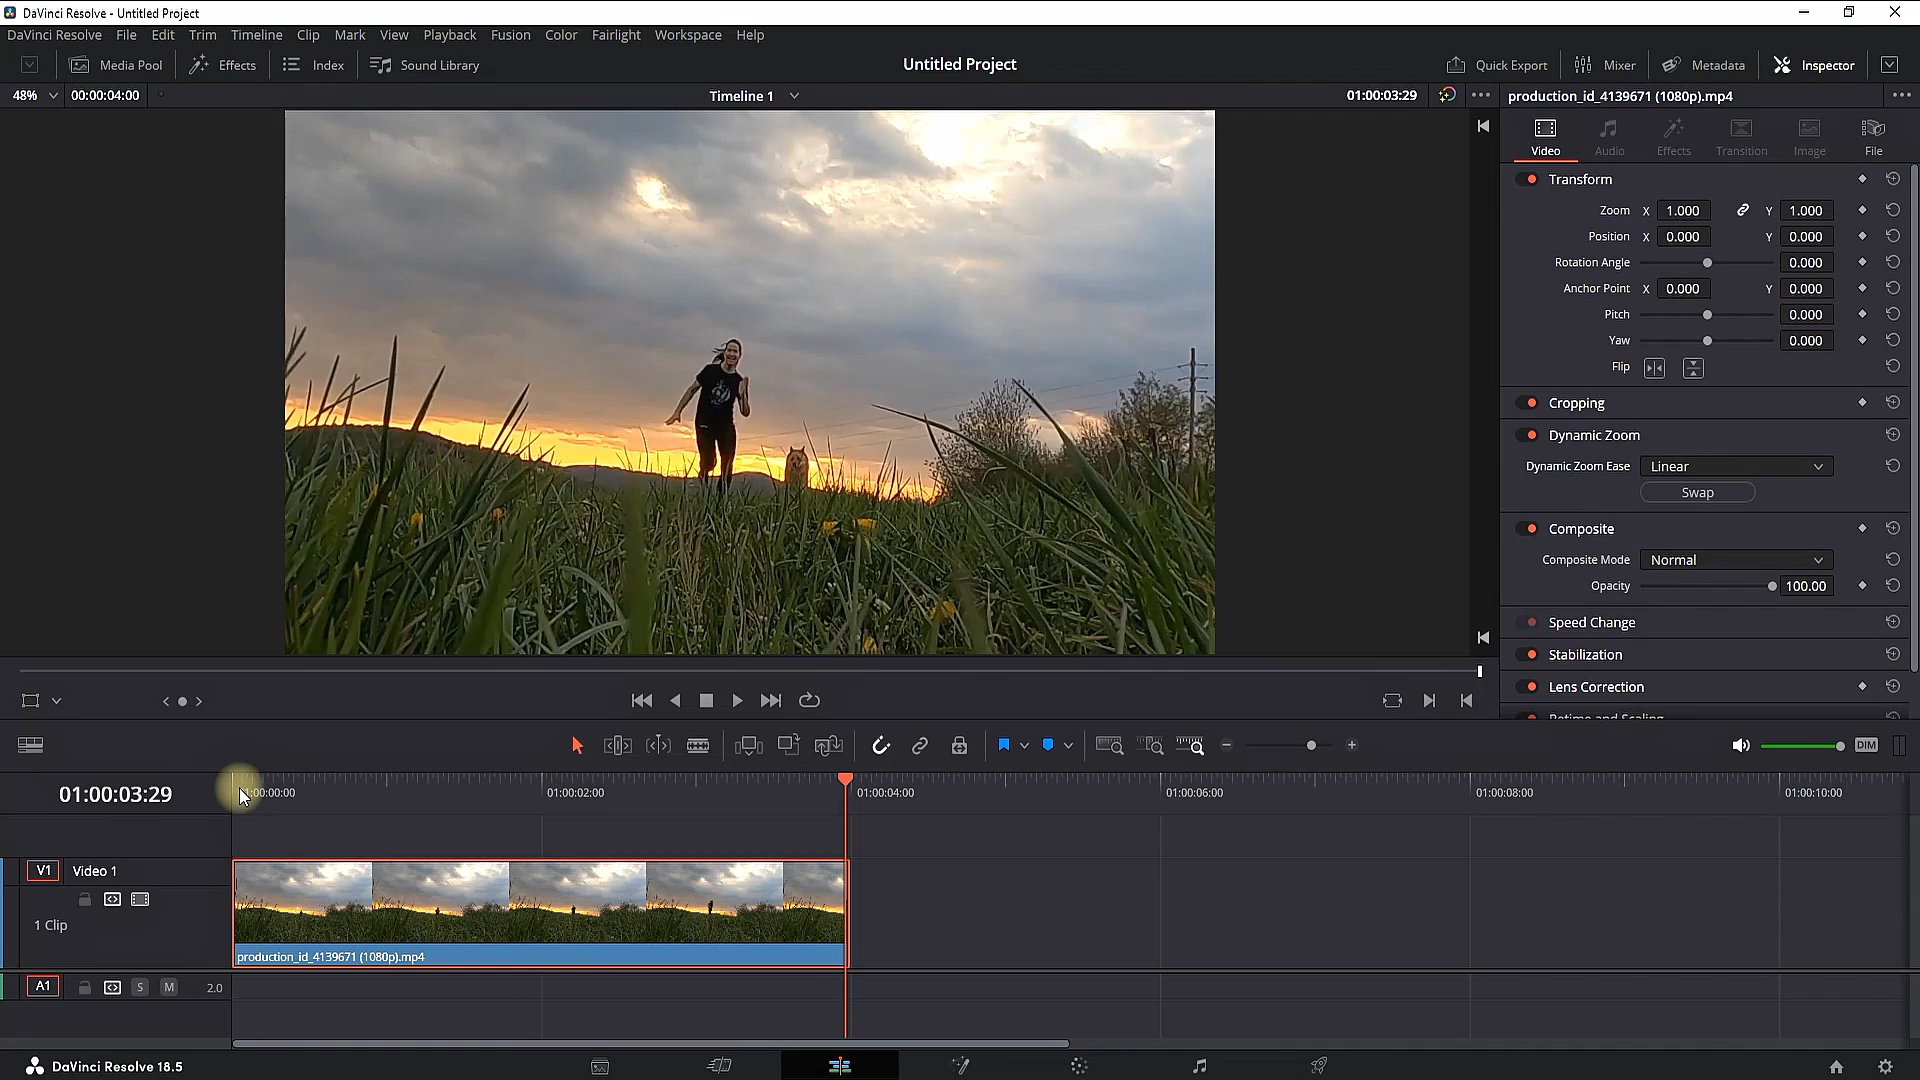 DaVinci Resolve - Untitled Project
DaVinci Resolve File Edit Trim Timeline Clip Mark View Playback Fusion Color Fairlight Workspace Help
Media Pool Effects Index Sound Library Untitled Project Quick Export Mixer Metadata Inspector
48% 00:00:04:00 Timeline 1 01:00:03:29 production_id_4139671 (1080p).mp4
Video Audio Effects Transition Image File
Transform
Zoom X 1.000 Y 1.000
Position X 0.000 Y 0.000
Rotation Angle 0.000
Anchor Point X 0.000 Y 0.000
Pitch 0.000
Yaw 0.000
Flip
Cropping
Dynamic Zoom
Dynamic Zoom Ease Linear
Swap
Composite
Composite Mode Normal
Opacity 100.00
Speed Change
Stabilization
Lens Correction
Retime and Scaling
DIM
01:00:03:29 :00:00:00 01:00:02:00 01:00:04:00 01:00:06:00 01:00:08:00 01:00:10:00
V1 Video 1
1 Clip
production_id_4139671 (1080p).mp4
A1 S M 2.0
DaVinci Resolve 18.5